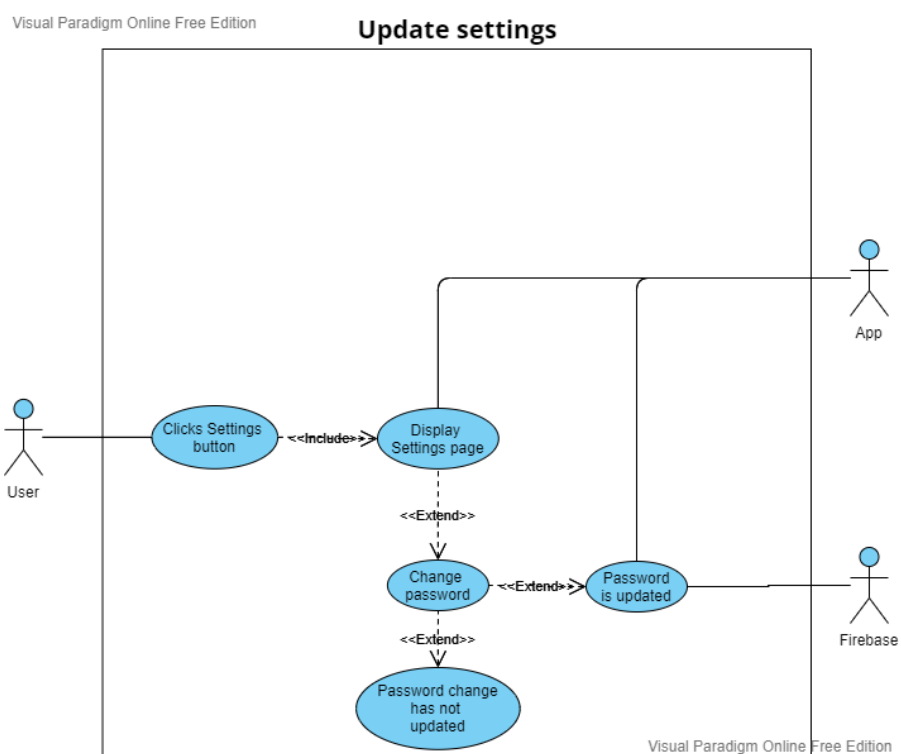 Visual Paradigm Online Free Edition
Update settings
App
Clicks Settings
button
<<Include>>
Display
Settings page
User
<<Extend>>
Change
password
<<Extend>>
Password
is updated
Firebase
<<Extend>>
Password change
has not
updated
Visual Paradigm Online Free Edition